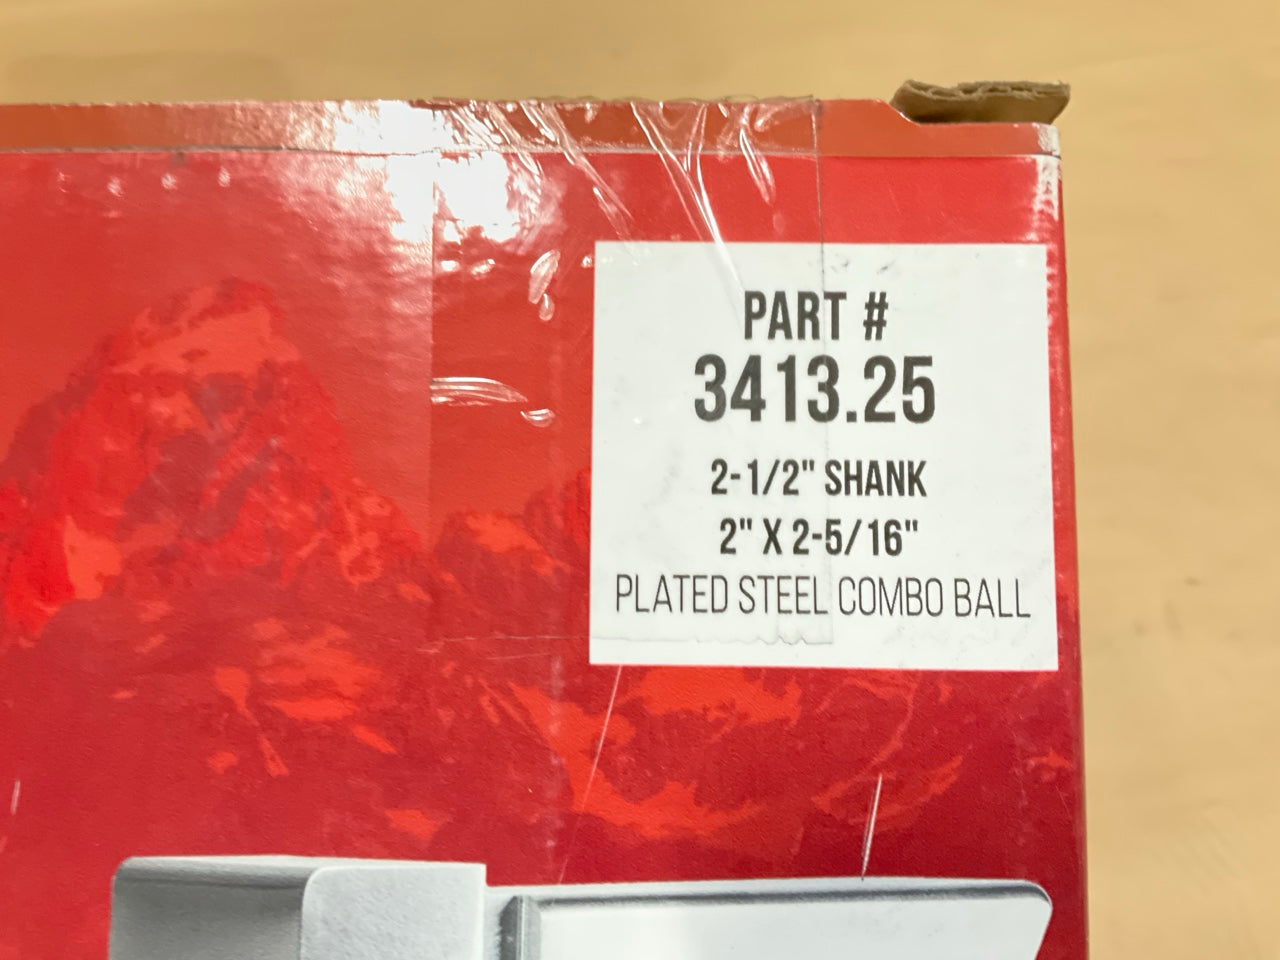 PART #
3413.25
2-1/2" SHANK
2" X 2-5/16"
PLATED STEEL COMBO BALL